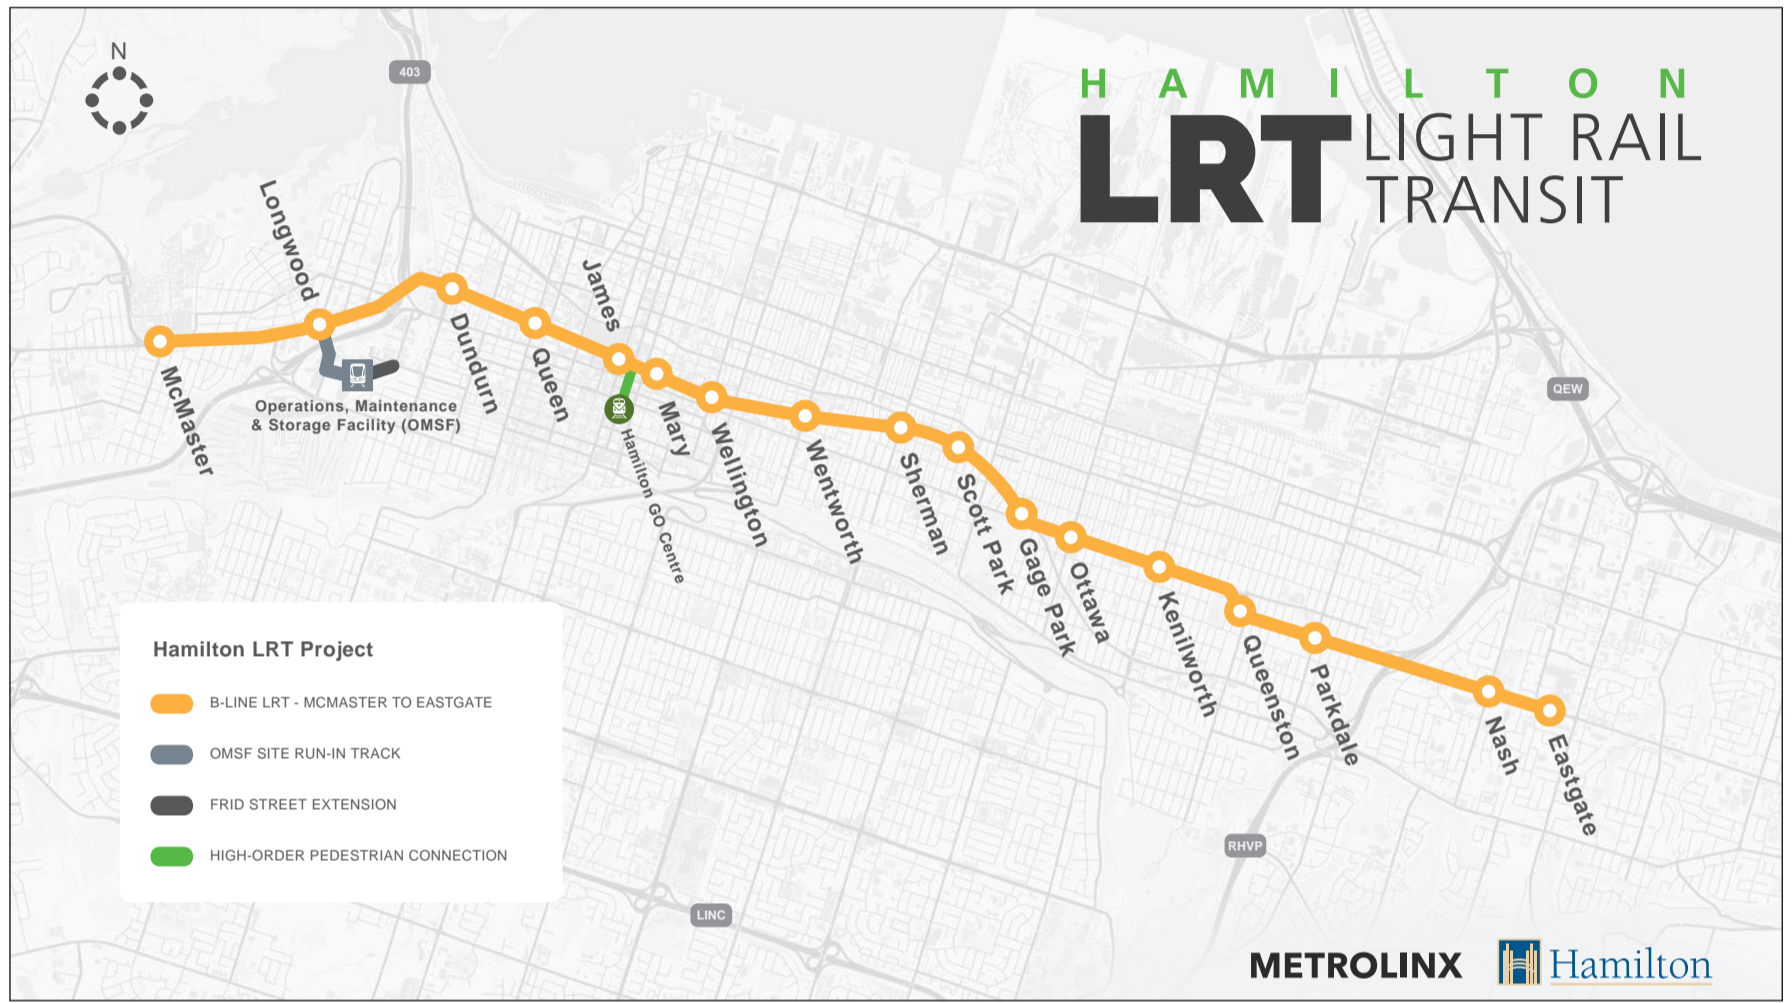 N
403
HAMILTON
LRT LIGHT RAIL
TRANSIT
Longwood
James
McMaster
Dundurn
Queen
Mary
Wellington
Wentworth
Sherman
Scott Park
Gage Park
Ottawa
Kenilworth
Queenston
Parkdale
Nash
Eastgate
Operations, Maintenance
& Storage Facility (OMSF)
Hamilton GO Centre
QEW
Hamilton LRT Project
B-LINE LRT - MCMASTER TO EASTGATE
OMSF SITE RUN-IN TRACK
FRID STREET EXTENSION
HIGH-ORDER PEDESTRIAN CONNECTION
RHVP
LINC
METROLINX
Hamilton